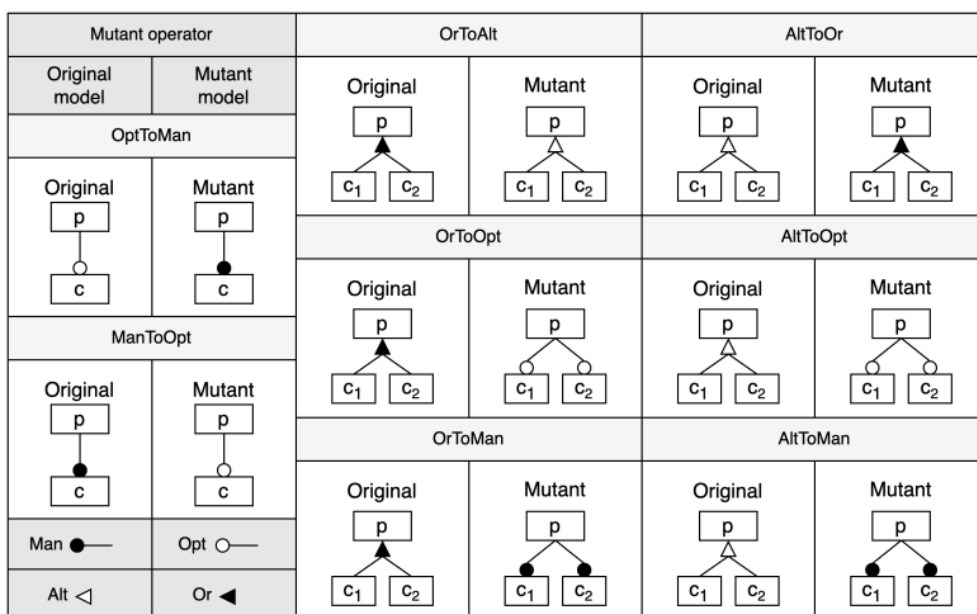 Mutant operator
Original model
Mutant model
OptToMan
Original
p
c
Mutant
p
c
ManToOpt
Original
p
c
Mutant
p
c
Man
Opt
Alt
Or
OrToAlt
Original
p
c₁ c₂
Mutant
p
c₁ c₂
OrToOpt
Original
p
c₁ c₂
Mutant
p
c₁ c₂
OrToMan
Original
p
c₁ c₂
Mutant
p
c₁ c₂
AltToOr
Original
p
c₁ c₂
Mutant
p
c₁ c₂
AltToOpt
Original
p
c₁ c₂
Mutant
p
c₁ c₂
AltToMan
Original
p
c₁ c₂
Mutant
p
c₁ c₂